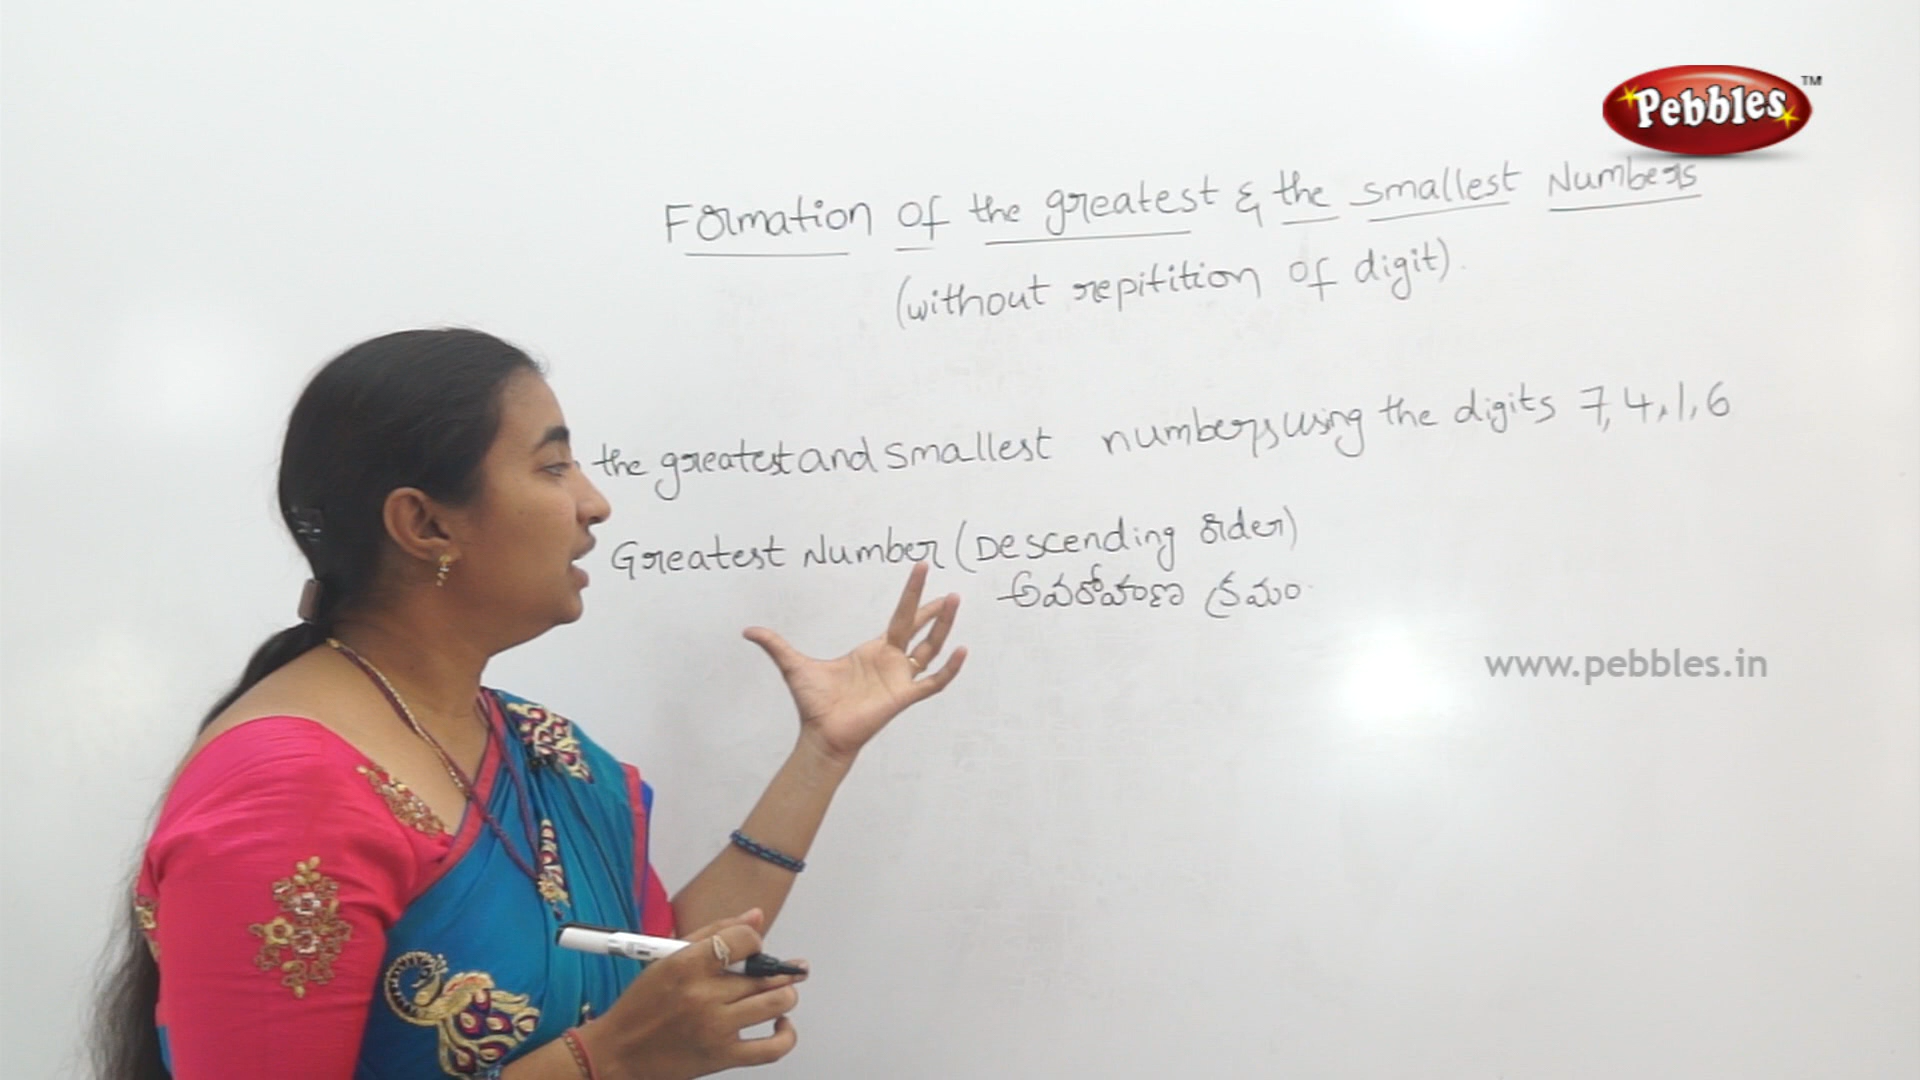 Pebbles TM
Formation of the greatest & the smallest Numbers
(without repitition of digit).
the greatest and smallest numbers, using the digits 7, 4, 1, 6
Greatest Number (Descending order)
అవరోహణా క్రమం
www.pebbles.in